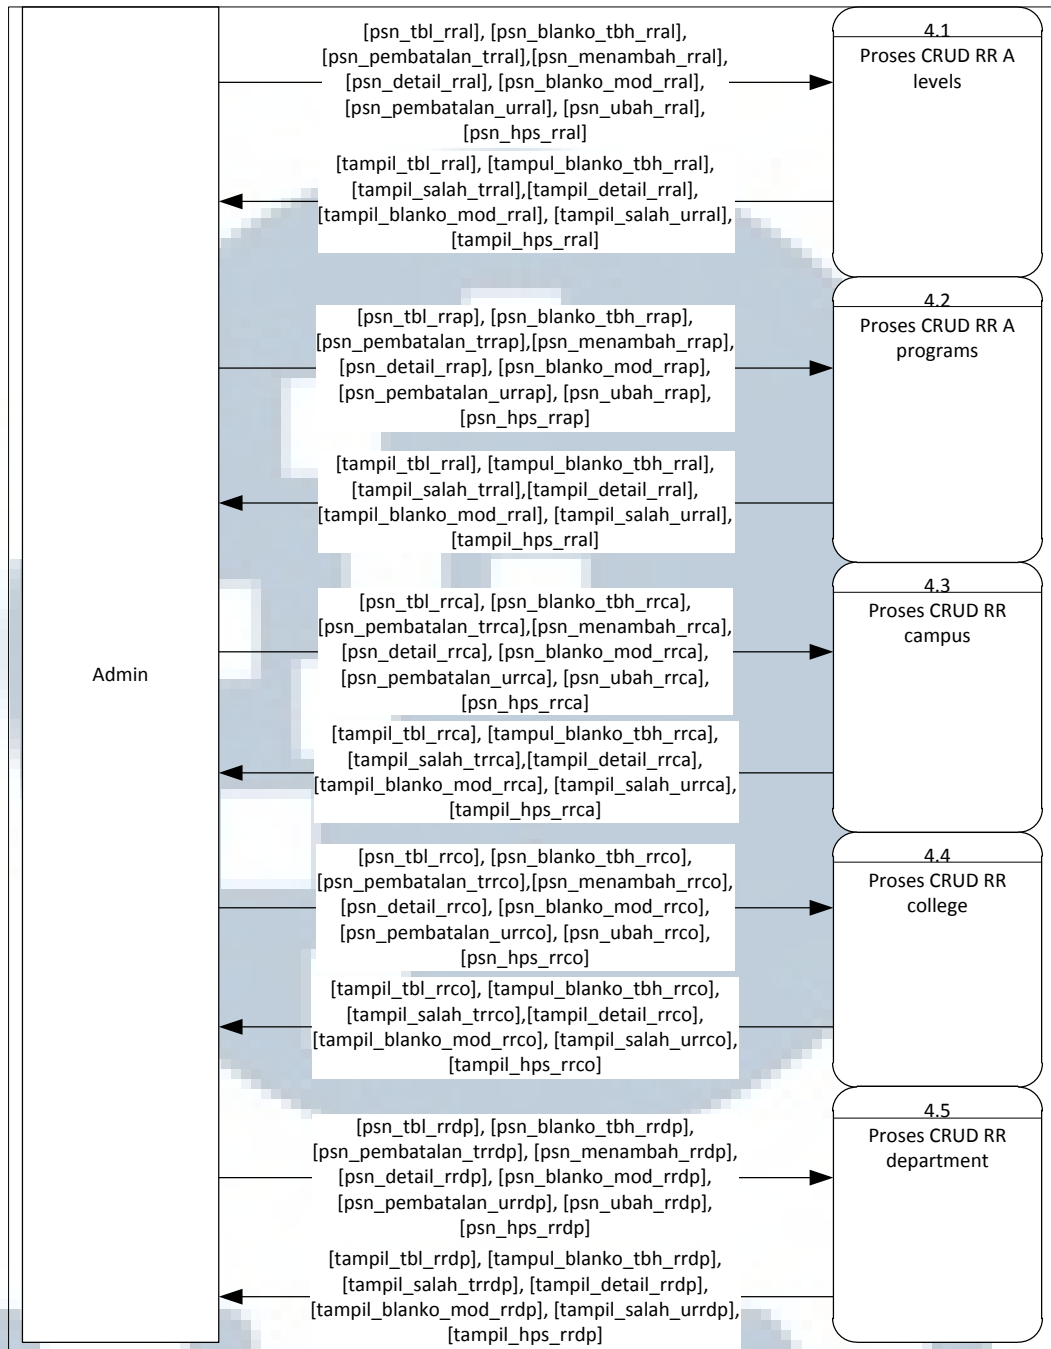 Admin
[psn_tbl_rral], [psn_blanko_tbh_rral],
[psn_pembatalan_trral],[psn_menambah_rral],
[psn_detail_rral], [psn_blanko_mod_rral],
[psn_pembatalan_urral], [psn_ubah_rral],
[psn_hps_rral]
4.1
Proses CRUD RR A
levels
[tampil_tbl_rral], [tampul_blanko_tbh_rral],
[tampil_salah_trral],[tampil_detail_rral],
[tampil_blanko_mod_rral], [tampil_salah_urral],
[tampil_hps_rral]
[psn_tbl_rrap], [psn_blanko_tbh_rrap],
[psn_pembatalan_trrap],[psn_menambah_rrap],
[psn_detail_rrap], [psn_blanko_mod_rrap],
[psn_pembatalan_urrap], [psn_ubah_rrap],
[psn_hps_rrap]
4.2
Proses CRUD RR A
programs
[tampil_tbl_rral], [tampul_blanko_tbh_rral],
[tampil_salah_trral],[tampil_detail_rral],
[tampil_blanko_mod_rral], [tampil_salah_urral],
[tampil_hps_rral]
[psn_tbl_rrca], [psn_blanko_tbh_rrca],
[psn_pembatalan_trrca],[psn_menambah_rrca],
[psn_detail_rrca], [psn_blanko_mod_rrca],
[psn_pembatalan_urrca], [psn_ubah_rrca],
[psn_hps_rrca]
4.3
Proses CRUD RR
campus
[tampil_tbl_rrca], [tampul_blanko_tbh_rrca],
[tampil_salah_trrca],[tampil_detail_rrca],
[tampil_blanko_mod_rrca], [tampil_salah_urrca],
[tampil_hps_rrca]
[psn_tbl_rrco], [psn_blanko_tbh_rrco],
[psn_pembatalan_trrco],[psn_menambah_rrco],
[psn_detail_rrco], [psn_blanko_mod_rrco],
[psn_pembatalan_urrco], [psn_ubah_rrco],
[psn_hps_rrco]
4.4
Proses CRUD RR
college
[tampil_tbl_rrco], [tampul_blanko_tbh_rrco],
[tampil_salah_trrco],[tampil_detail_rrco],
[tampil_blanko_mod_rrco], [tampil_salah_urrco],
[tampil_hps_rrco]
[psn_tbl_rrdp], [psn_blanko_tbh_rrdp],
[psn_pembatalan_trrdp], [psn_menambah_rrdp],
[psn_detail_rrdp], [psn_blanko_mod_rrdp],
[psn_pembatalan_urrdp], [psn_ubah_rrdp],
[psn_hps_rrdp]
4.5
Proses CRUD RR
department
[tampil_tbl_rrdp], [tampul_blanko_tbh_rrdp],
[tampil_salah_trrdp], [tampil_detail_rrdp],
[tampil_blanko_mod_rrdp], [tampil_salah_urrdp],
[tampil_hps_rrdp]